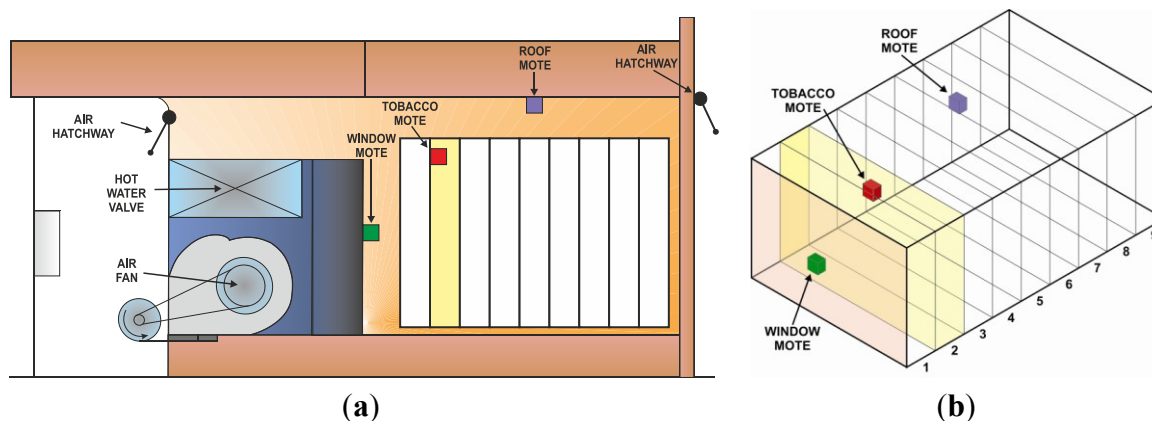 ROOF
MOTE
AIR
HATCHWAY
TOBACCO
MOTE
AIR
HATCHWAY
WINDOW
MOTE
HOT
WATER
VALVE
AIR
FAN
(a)
ROOF
MOTE
TOBACCO
MOTE
WINDOW
MOTE
1
2
3
4
5
6
7
8
9
(b)